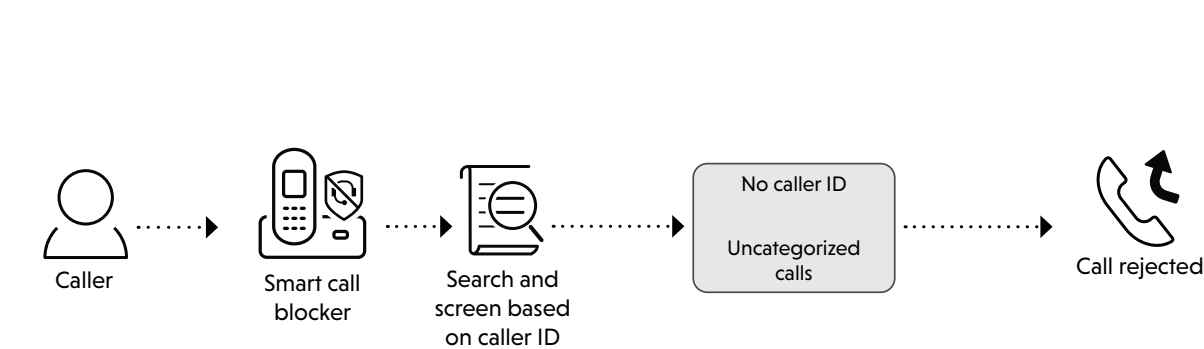 Caller
Smart call
blocker
Search and
screen based
on caller ID
No caller ID
Uncategorized
calls
Call rejected